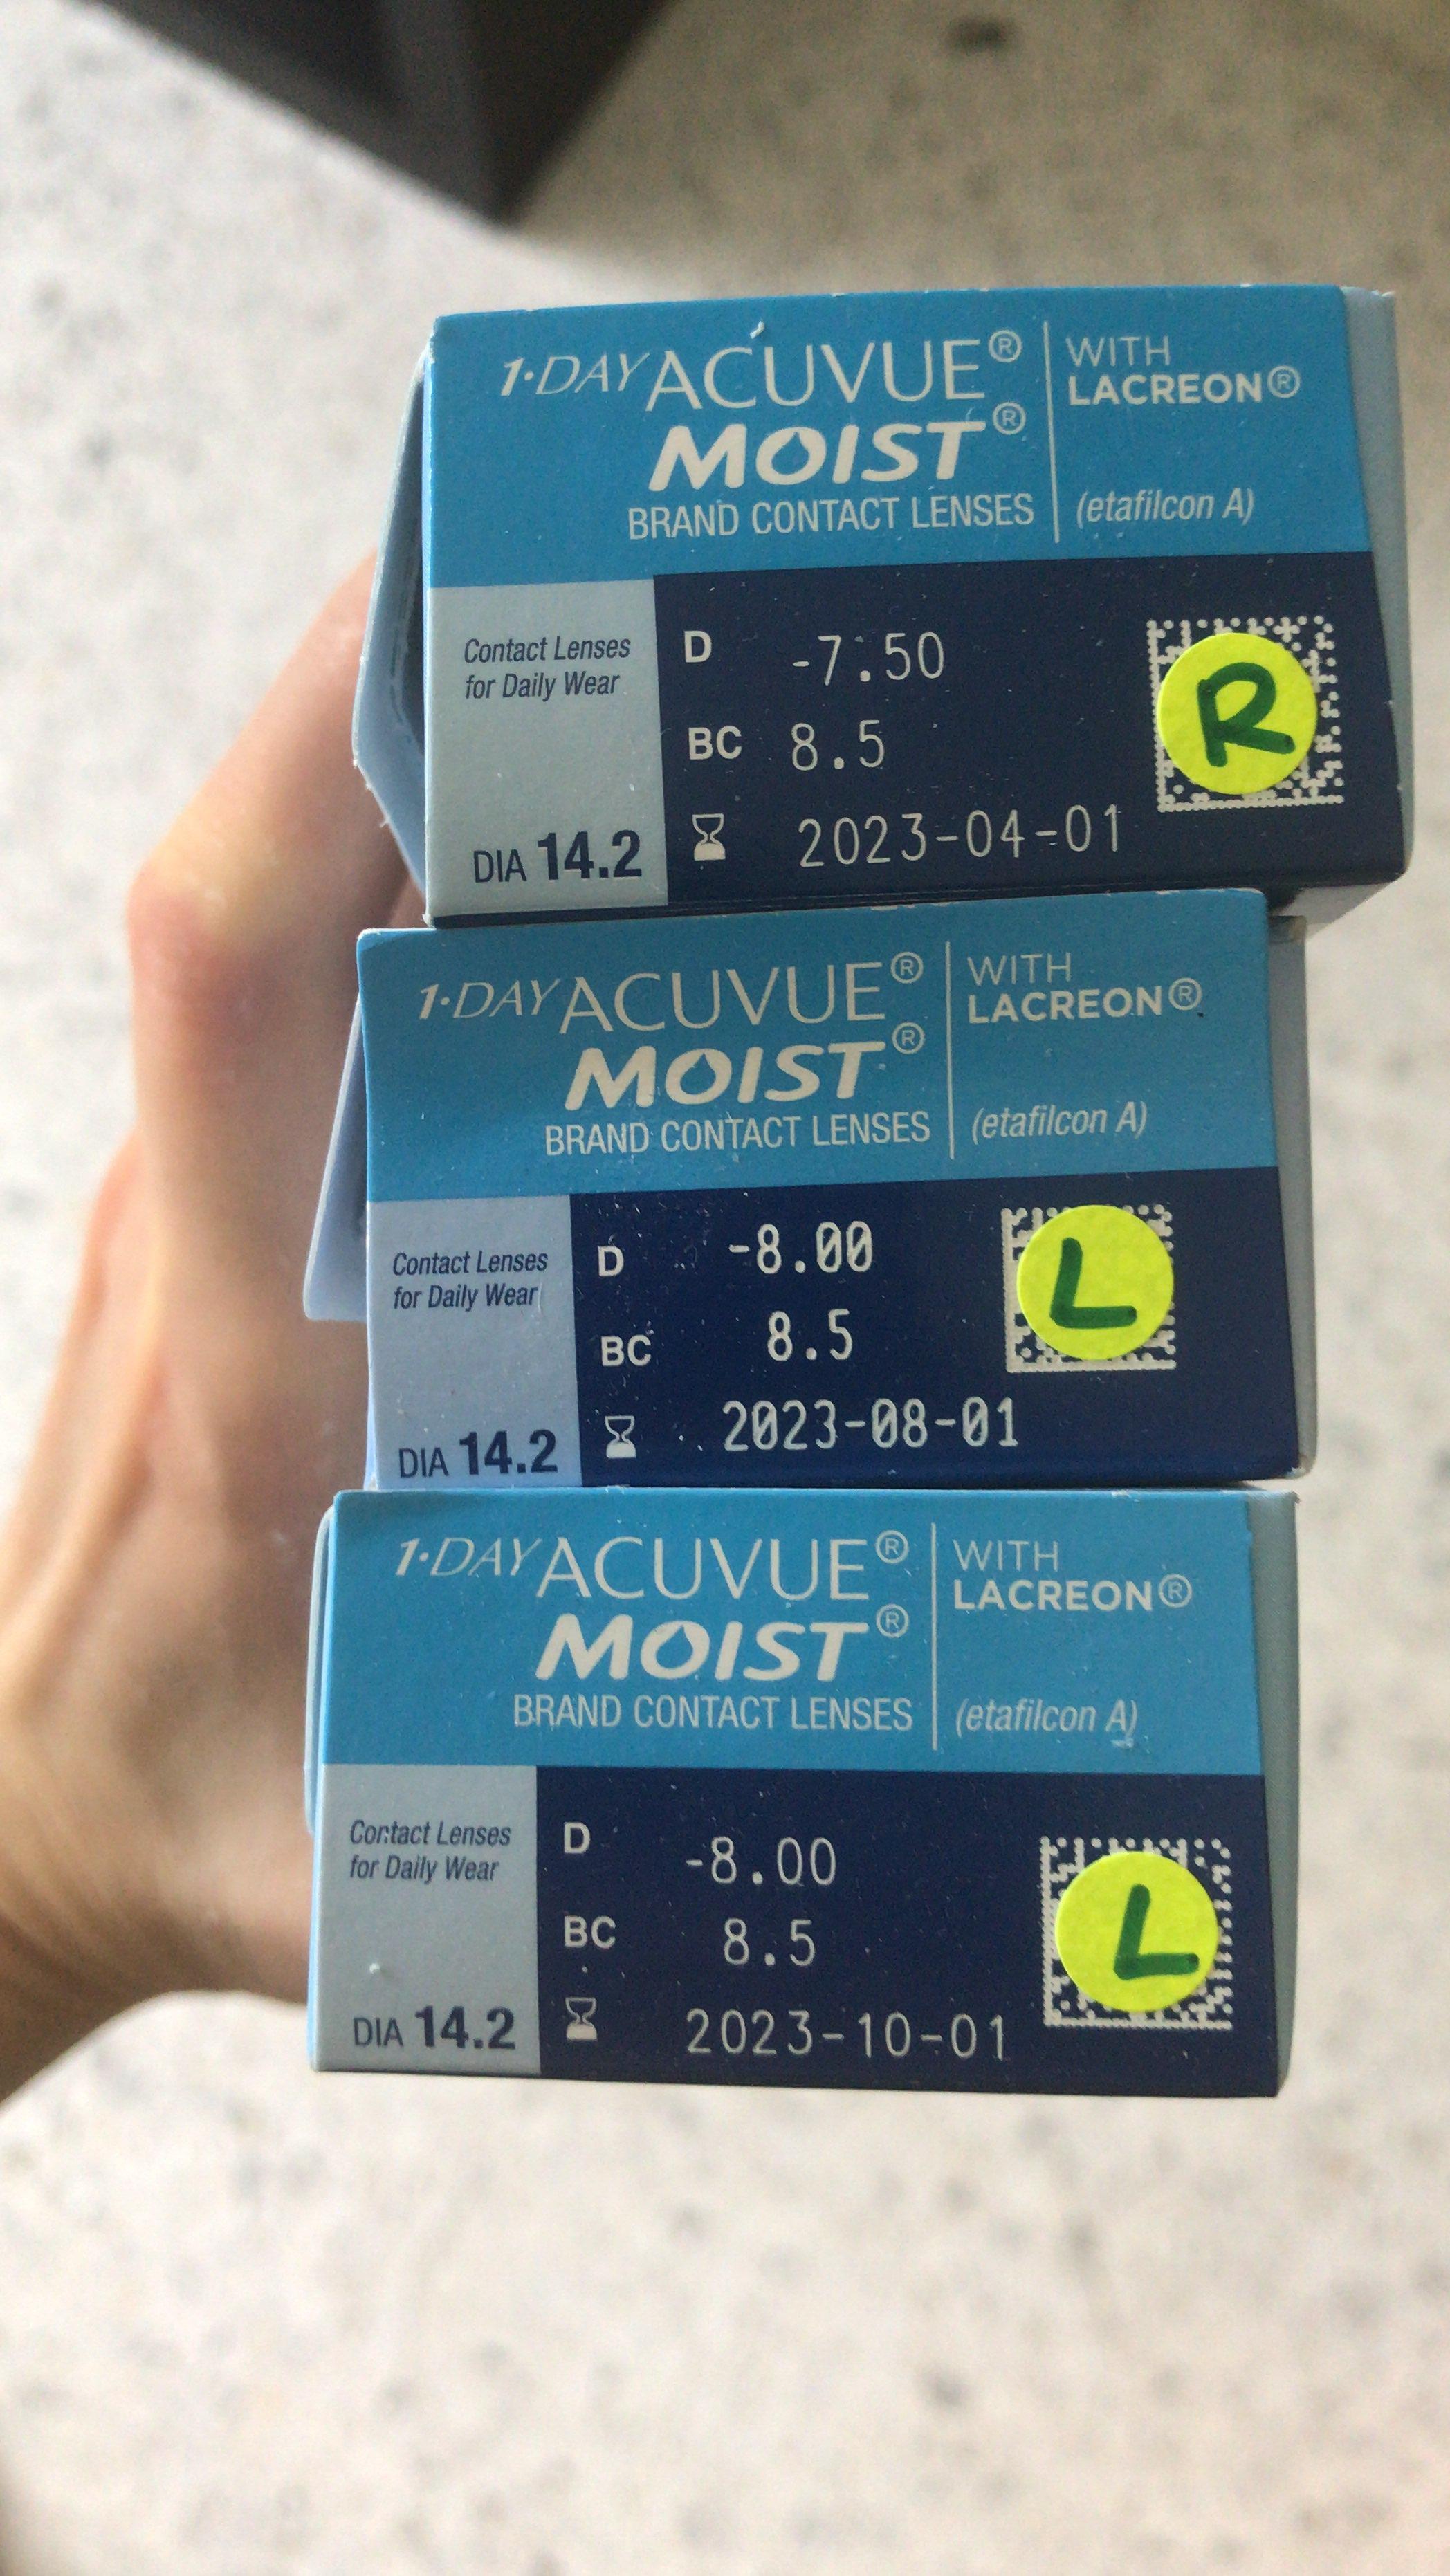 1·DAY ACUVUE® WITH
MOIST® LACREON®
BRAND CONTACT LENSES (etafilcon A)
Contact Lenses
for Daily Wear
DIA 14.2
D -7.50
BC 8.5
2023-04-01
R
1·DAY ACUVUE® WITH
MOIST® LACREON®
BRAND CONTACT LENSES (etafilcon A)
Contact Lenses
for Daily Wear
DIA 14.2
D -8.00
BC 8.5
2023-08-01
L
1·DAY ACUVUE® WITH
MOIST® LACREON®
BRAND CONTACT LENSES (etafilcon A)
Contact Lenses
for Daily Wear
DIA 14.2
D -8.00
BC 8.5
2023-10-01
L